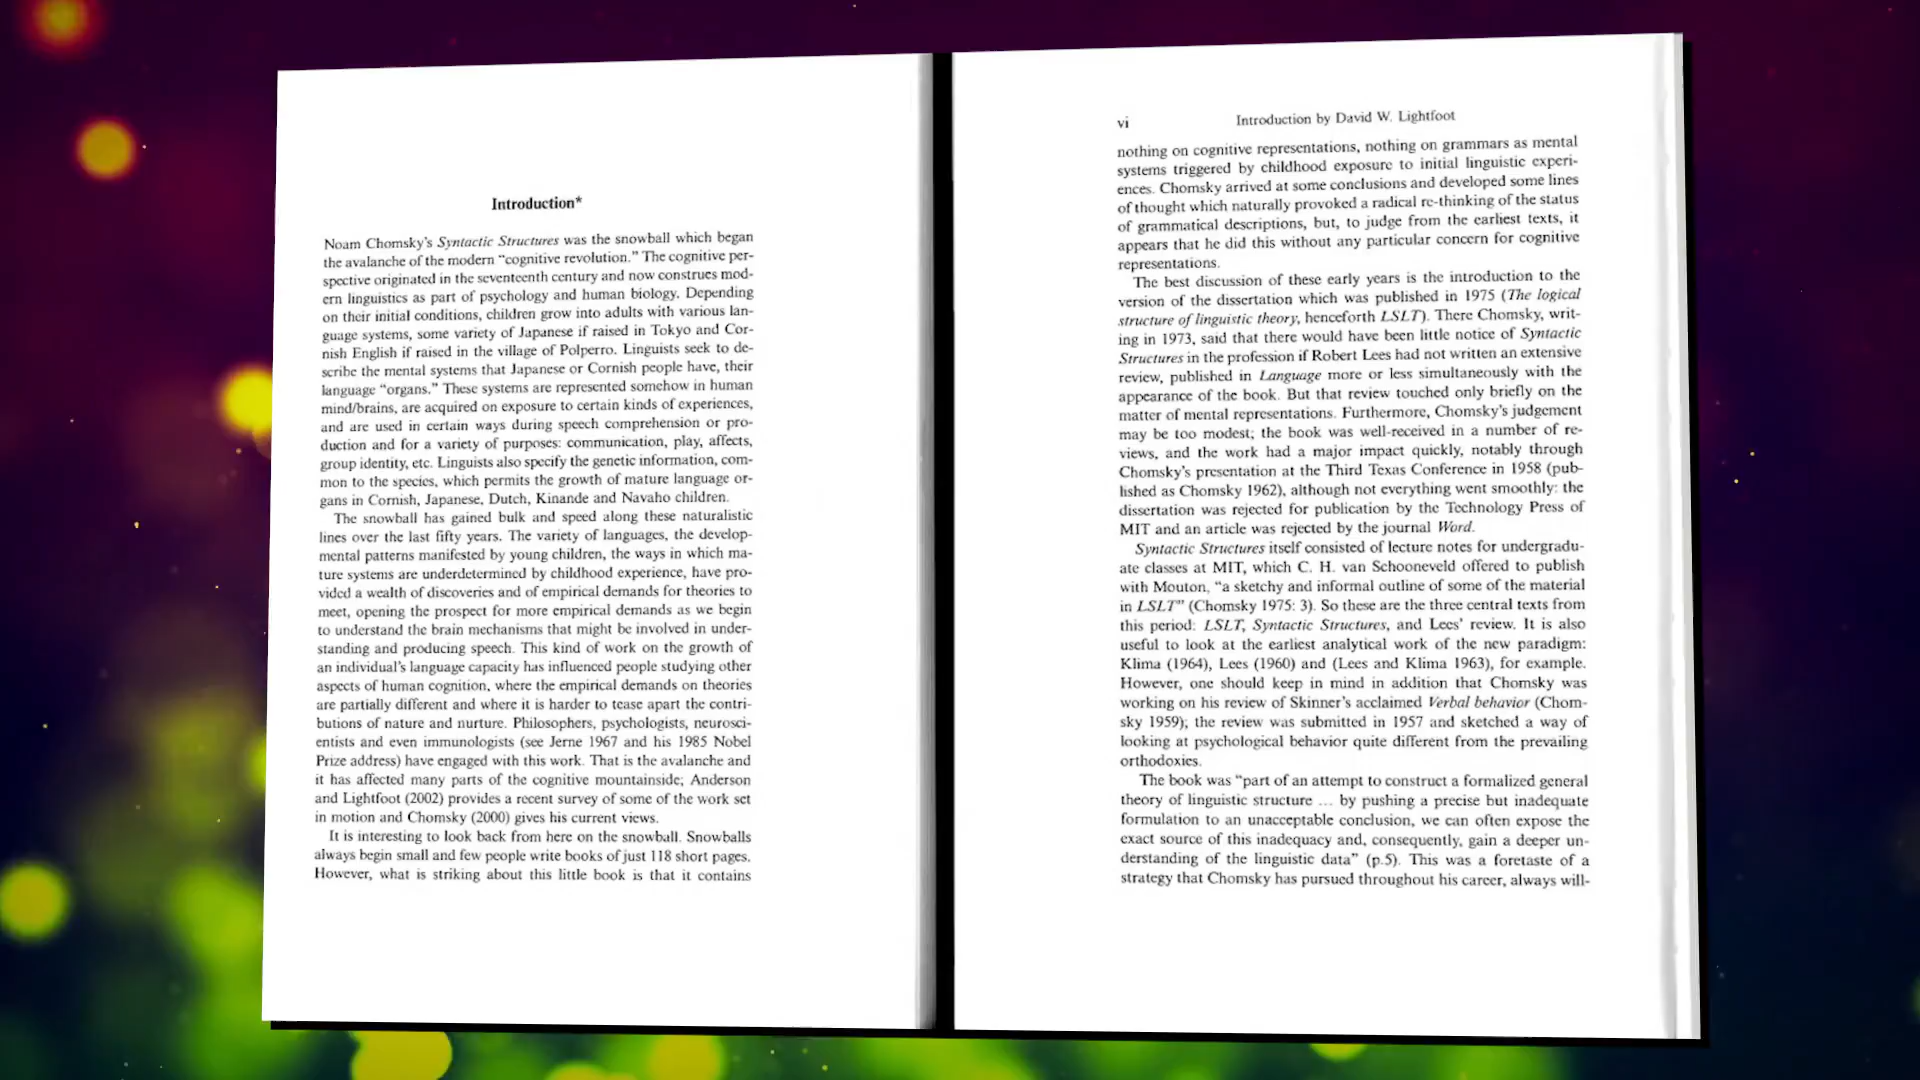 Introduction*
Noam Chomsky's Syntactic Structures was the snowball which began
the avalanche of the modern "cognitive revolution." The cognitive per-
spective originated in the seventeenth century and now construes mod-
ern linguistics as part of psychology and human biology. Depending
on their initial conditions, children grow into adults with various lan-
guage systems, some variety of Japanese if raised in Tokyo and Cor-
nish English if raised in the village of Polperro. Linguists seek to de-
scribe the mental systems that Japanese or Cornish people have, their
language "organs." These systems are represented somehow in human
mind/brains, are acquired on exposure to certain kinds of experiences,
and are used in certain ways during speech comprehension or pro-
duction and for a variety of purposes: communication, play, affects,
group identity, etc. Linguists also specify the genetic information, com-
mon to the species, which permits the growth of mature language or-
gans in Cornish, Japanese, Dutch, Kinande and Navaho children.
The snowball has gained bulk and speed along these naturalistic
lines over the last fifty years. The variety of languages, the develop-
mental patterns manifested by young children, the ways in which ma-
ture systems are underdetermined by childhood experience, have pro-
vided a wealth of discoveries and of empirical demands for theories to
meet, opening the prospect for more empirical demands as we begin
to understand the brain mechanisms that might be involved in under-
standing and producing speech. This kind of work on the growth of
an individual's language capacity has influenced people studying other
aspects of human cognition, where the empirical demands on theories
are partially different and where it is harder to tease apart the contri-
butions of nature and nurture. Philosophers, psychologists, neurosci-
entists and even immunologists (see Jerne 1967 and his 1985 Nobel
Prize address) have engaged with this work. That is the avalanche and
it has affected many parts of the cognitive mountainside; Anderson
and Lightfoot (2002) provides a recent survey of some of the work set
in motion and Chomsky (2000) gives his current views.
It is interesting to look back from here on the snowball. Snowballs
always begin small and few people write books of just 118 short pages.
However, what is striking about this little book is that it contains
vi Introduction by David W. Lightfoot
nothing on cognitive representations, nothing on grammars as mental
systems triggered by childhood exposure to initial linguistic experi-
ences. Chomsky arrived at some conclusions and developed some lines
of thought which naturally provoked a radical re-thinking of the status
of grammatical descriptions, but, to judge from the earliest texts, it
appears that he did this without any particular concern for cognitive
representations.
The best discussion of these early years is the introduction to the
version of the dissertation which was published in 1975 (The logical
structure of linguistic theory, henceforth LSLT). There Chomsky, writ-
ing in 1973, said that there would have been little notice of Syntactic
Structures in the profession if Robert Lees had not written an extensive
review, published in Language more or less simultaneously with the
appearance of the book. But that review touched only briefly on the
matter of mental representations. Furthermore, Chomsky's judgement
may be too modest; the book was well-received in a number of re-
views, and the work had a major impact quickly, notably through
Chomsky's presentation at the Third Texas Conference in 1958 (pub-
lished as Chomsky 1962), although not everything went smoothly: the
dissertation was rejected for publication by the Technology Press of
MIT and an article was rejected by the journal Word.
Syntactic Structures itself consisted of lecture notes for undergradu-
ate classes at MIT, which C. H. van Schooneveld offered to publish
with Mouton, "a sketchy and informal outline of some of the material
in LSLT" (Chomsky 1975: 3). So these are the three central texts from
this period: LSLT, Syntactic Structures, and Lees' review. It is also
useful to look at the earliest analytical work of the new paradigm:
Klima (1964), Lees (1960) and (Lees and Klima 1963), for example.
However, one should keep in mind in addition that Chomsky was
working on his review of Skinner's acclaimed Verbal behavior (Chom-
sky 1959); the review was submitted in 1957 and sketched a way of
looking at psychological behavior quite different from the prevailing
orthodoxies.
The book was "part of an attempt to construct a formalized general
theory of linguistic structure ... by pushing a precise but inadequate
formulation to an unacceptable conclusion, we can often expose the
exact source of this inadequacy and, consequently, gain a deeper un-
derstanding of the linguistic data" (p.5). This was a foretaste of a
strategy that Chomsky has pursued throughout his career, always will-